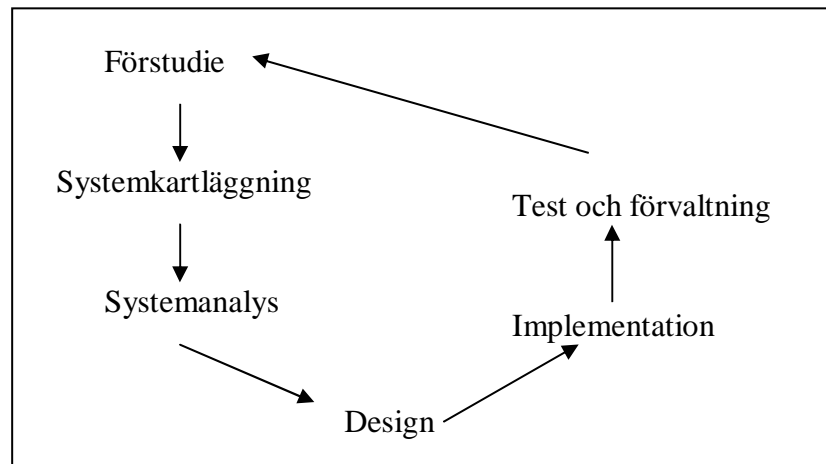 Förstudie
Systemkartläggning
Systemanalys
Design
Implementation
Test och förvaltning